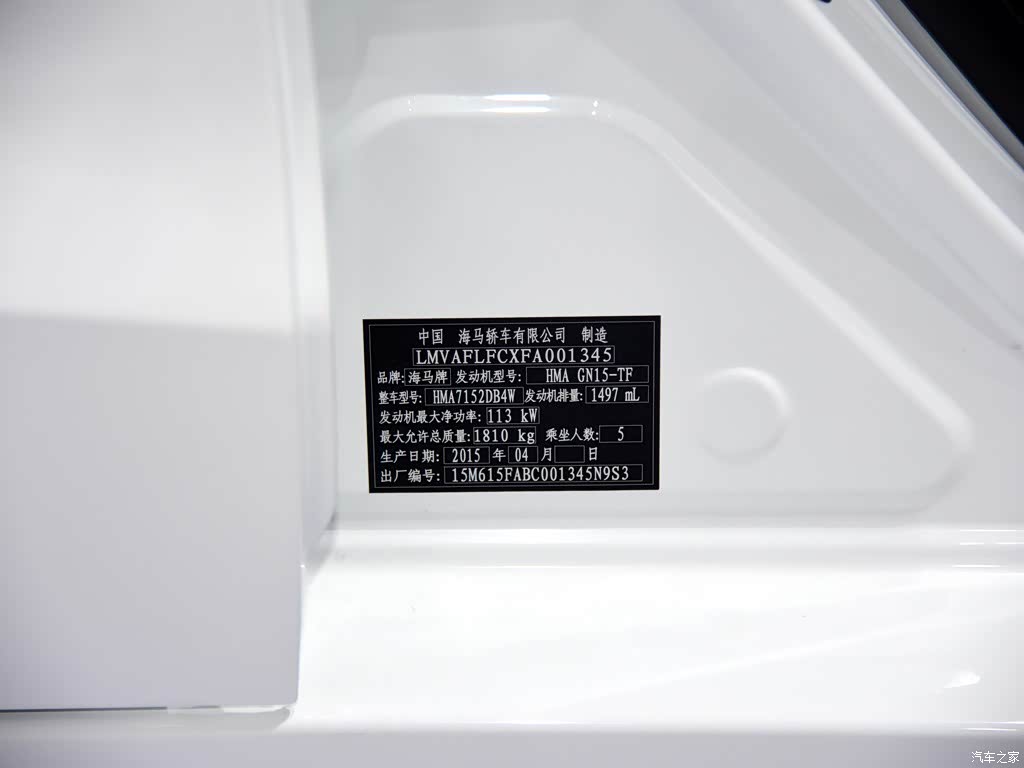 中国 海马轿车有限公司 制造
LMVAFLFCXFA001345
品牌: 海马牌 发动机型号: HMA GN15-TF
整车型号: HMA7152DB4W 发动机排量: 1497 mL
发动机最大净功率: 113 kW
最大允许总质量: 1810 kg 乘坐人数: 5
生产日期: 2015 年 04 月 日
出厂编号: 15M615FABC001345N9S3
汽车之家